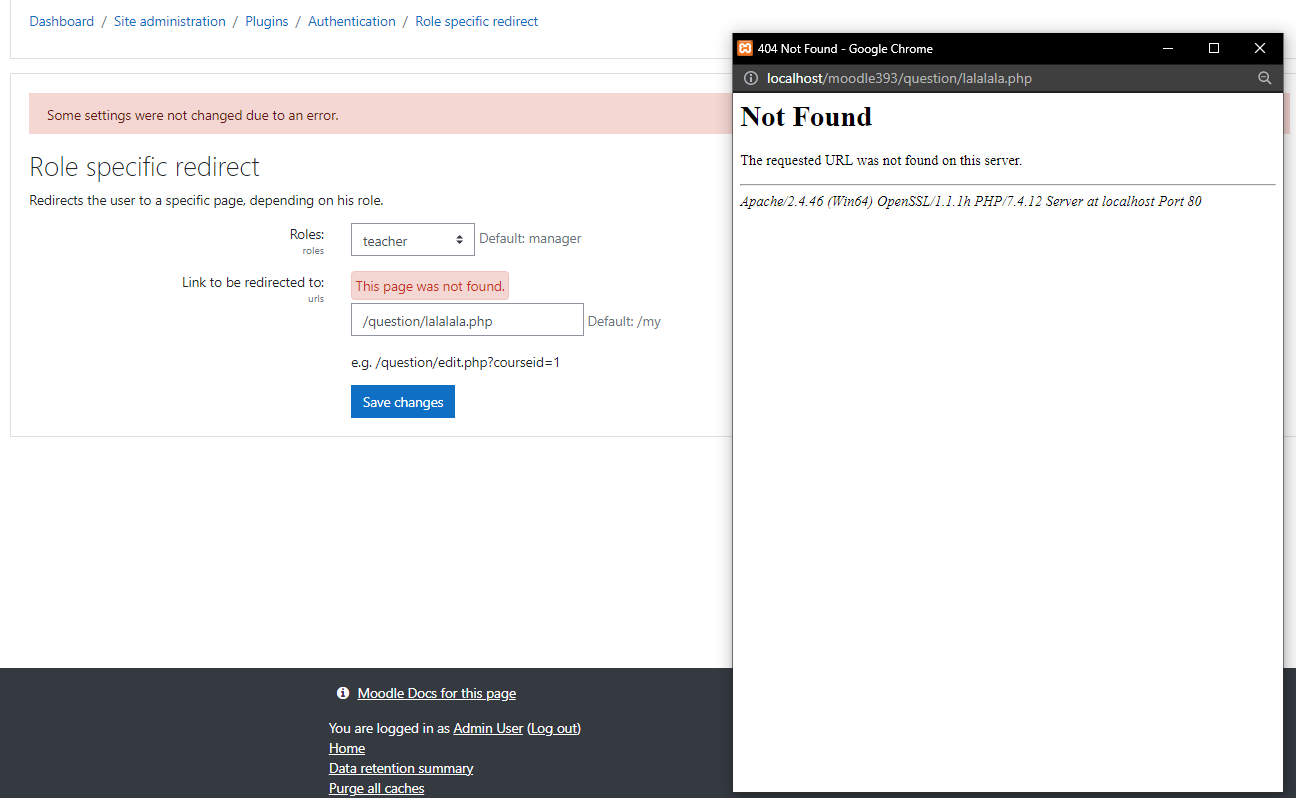 Dashboard / Site administration / Plugins / Authentication / Role specific redirect
Some settings were not changed due to an error.
Role specific redirect
Redirects the user to a specific page, depending on his role.
Roles:
roles
teacher
Default: manager
Link to be redirected to:
urls
This page was not found.
/question/lalalala.php
Default: /my
e.g. /question/edit.php?courseid=1
Save changes
Moodle Docs for this page
You are logged in as Admin User (Log out)
Home
Data retention summary
Purge all caches
404 Not Found - Google Chrome
localhost/moodle393/question/lalalala.php
Not Found
The requested URL was not found on this server.
Apache/2.4.46 (Win64) OpenSSL/1.1.1h PHP/7.4.12 Server at localhost Port 80